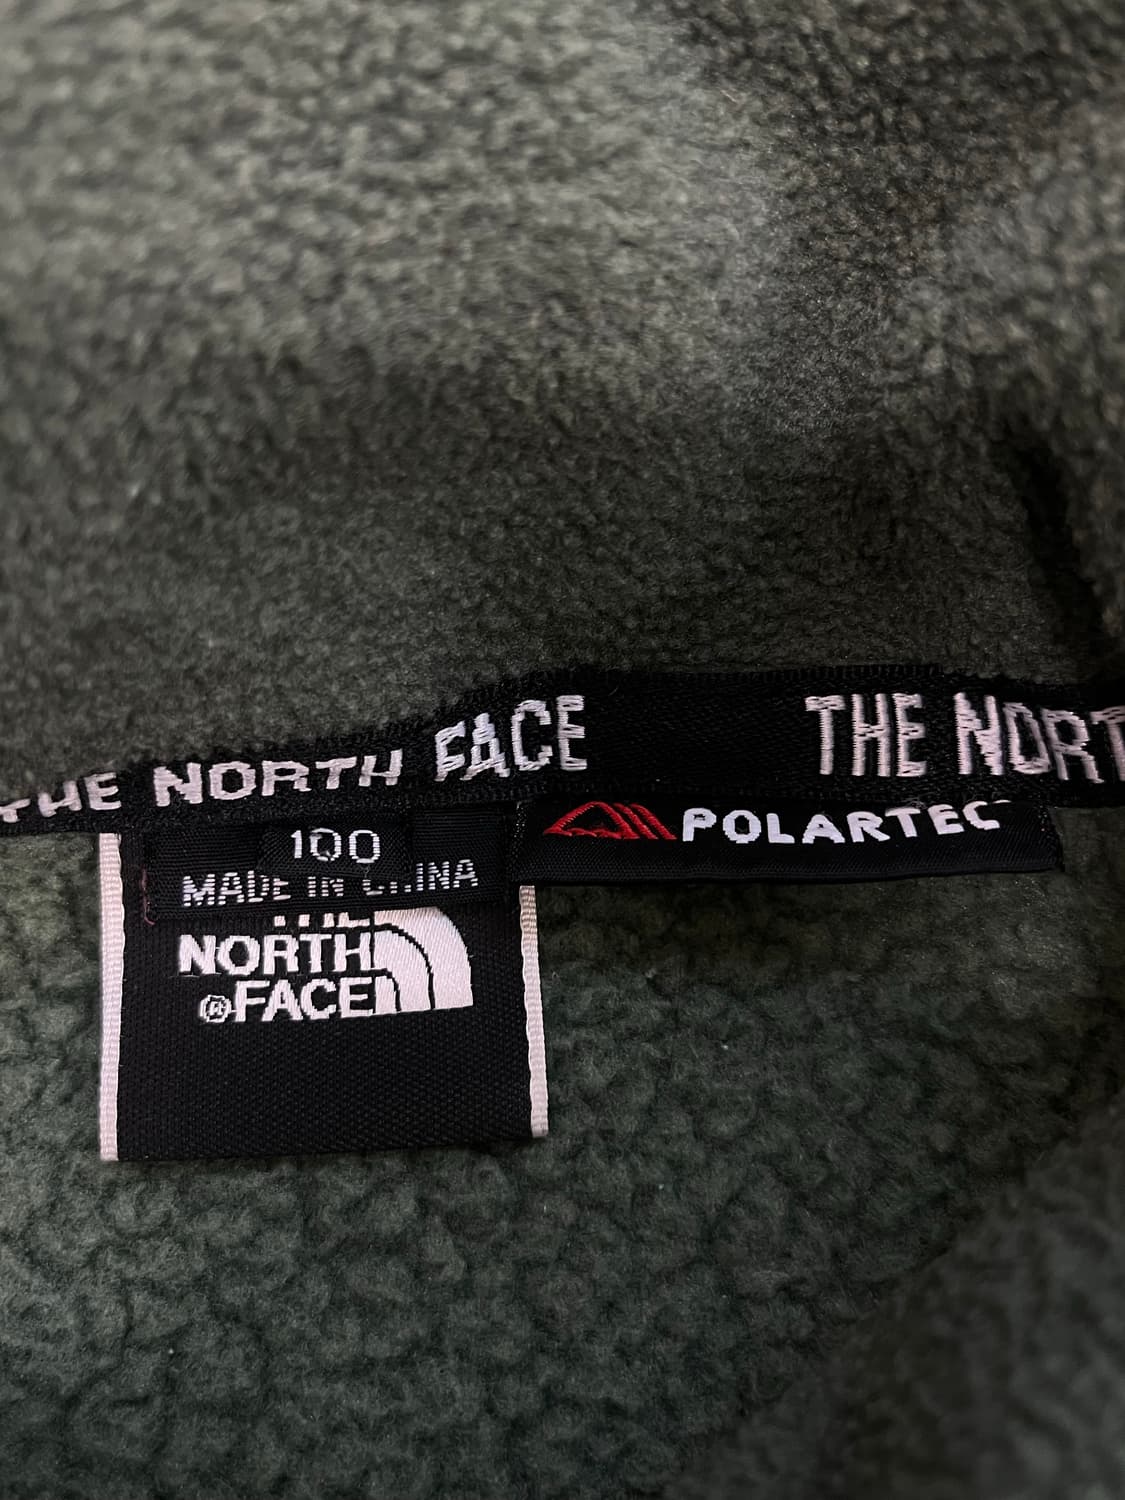 THE NORTH FACE THE NORT
POLARTEC
100
MADE IN CHINA
THE
NORTH
®FACE